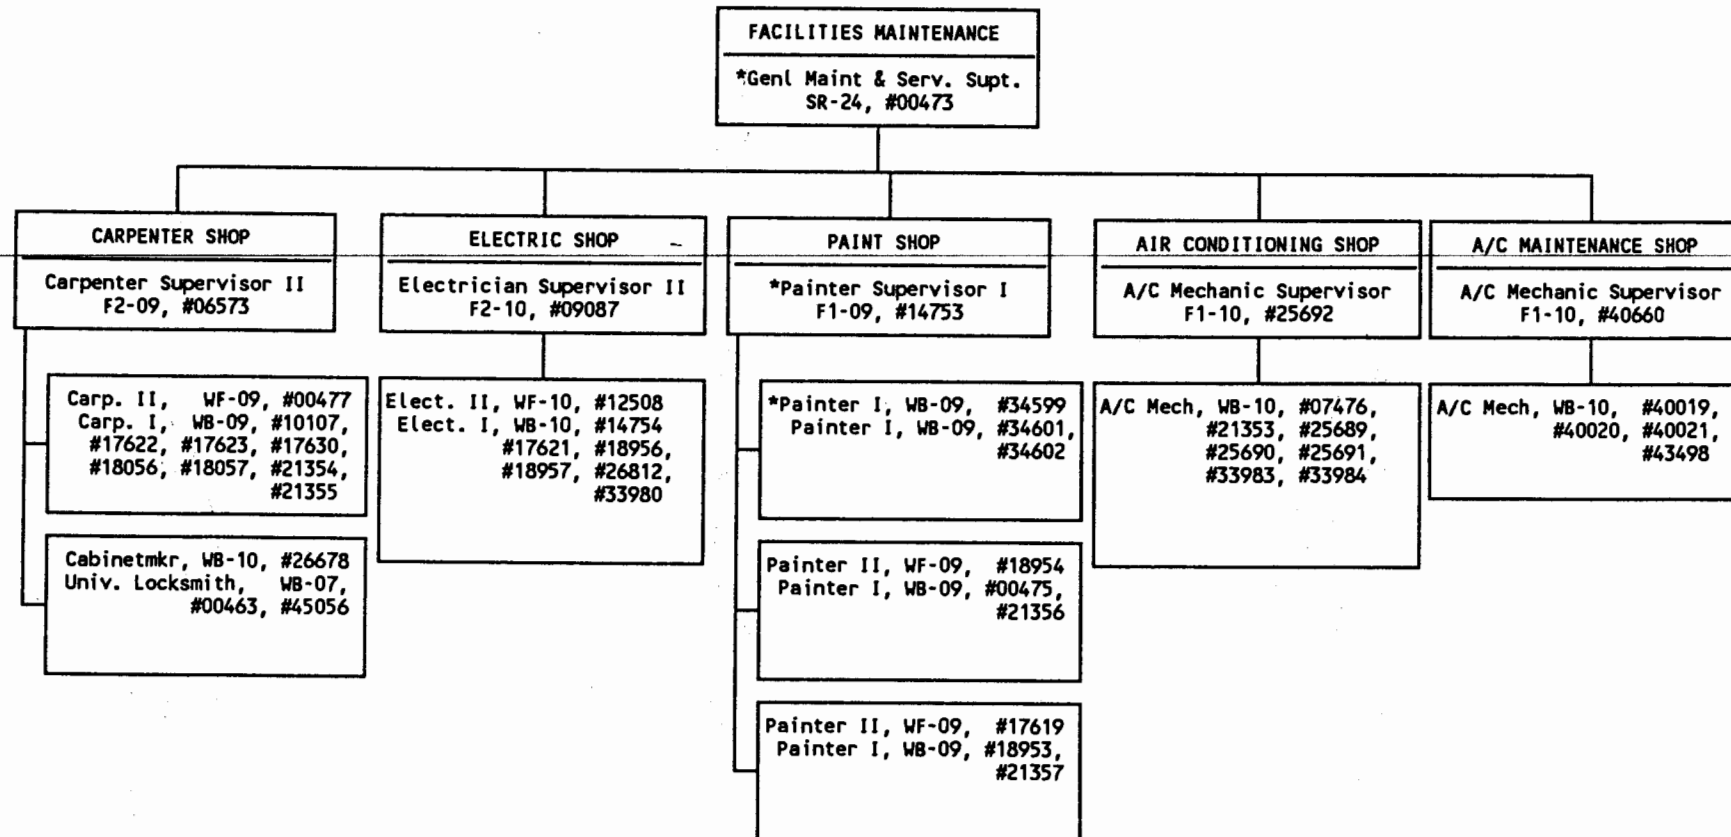 FACILITIES MAINTENANCE
*Genl Maint & Serv. Supt.
SR-24, #00473
CARPENTER SHOP
Carpenter Supervisor II
F2-09, #06573
Carp. II, WF-09, #00477
Carp. I, WB-09, #10107,
#17622, #17623, #17630,
#18056, #18057, #21354,
#21355
Cabinetmkr, WB-10, #26678
Univ. Locksmith, WB-07,
#00463, #45056
ELECTRIC SHOP
Electrician Supervisor II
F2-10, #09087
Elect. II, WF-10, #12508
Elect. I, WB-10, #14754
#17621, #18956,
#18957, #26812,
#33980
PAINT SHOP
*Painter Supervisor I
F1-09, #14753
*Painter I, WB-09, #34599
Painter I, WB-09, #34601,
#34602
Painter II, WF-09, #18954
Painter I, WB-09, #00475,
#21356
Painter II, WF-09, #17619
Painter I, WB-09, #18953,
#21357
AIR CONDITIONING SHOP
A/C Mechanic Supervisor
F1-10, #25692
A/C Mech, WB-10, #07476,
#21353, #25689,
#25690, #25691,
#33983, #33984
A/C MAINTENANCE SHOP
A/C Mechanic Supervisor
F1-10, #40660
A/C Mech, WB-10, #40019,
#40020, #40021,
#43498